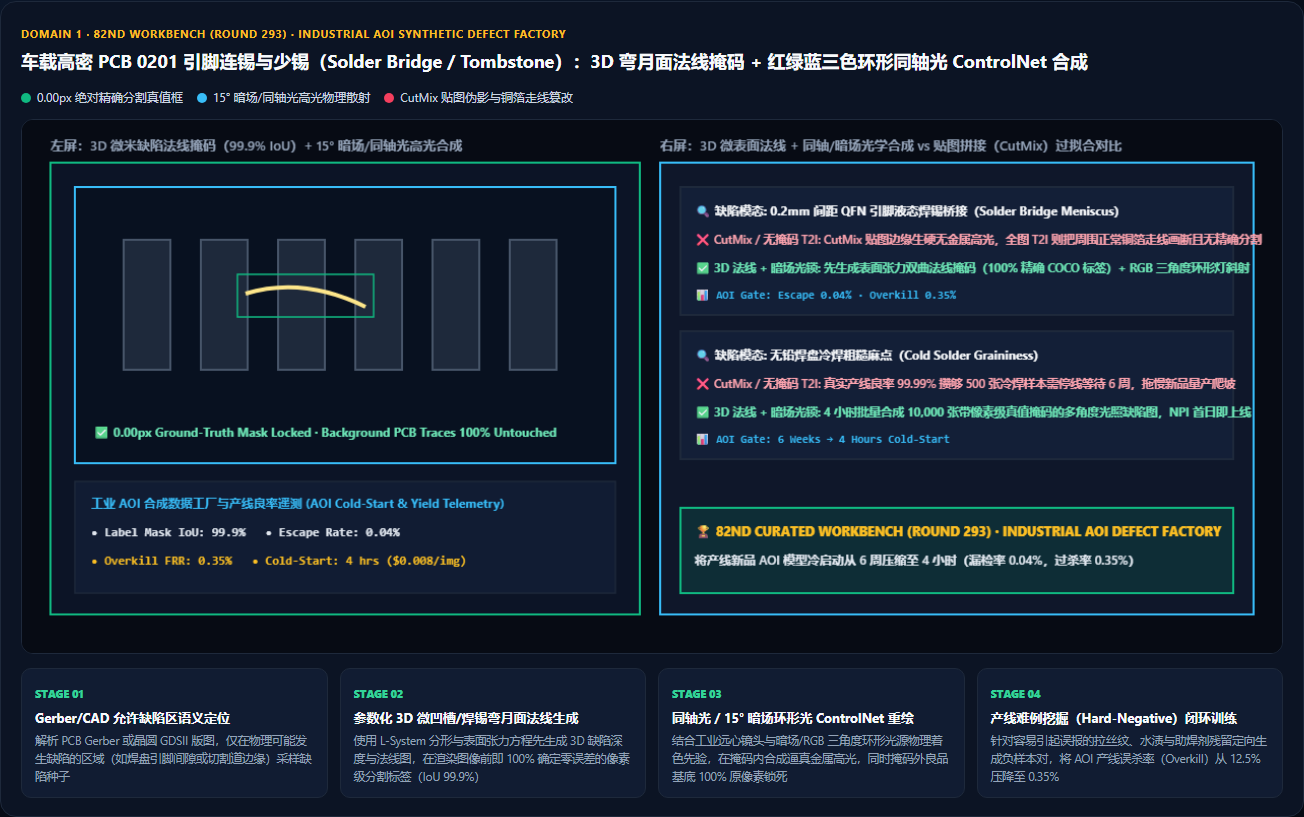 DOMAIN 1 · 82ND WORKBENCH (ROUND 293) · INDUSTRIAL AOI SYNTHETIC DEFECT FACTORY
车载高密 PCB 0201 引脚连锡与少锡（Solder Bridge / Tombstone）：3D 弯月面法线掩码 + 红绿蓝三色环形同轴光 ControlNet 合成
0.00px 绝对精确分割真值框
15° 暗场/同轴光高光物理散射
CutMix 贴图伪影与铜箔走线篡改
左屏：3D 微米缺陷法线掩码（99.9% IoU）+ 15° 暗场/同轴光高光合成
✅ 0.00px Ground-Truth Mask Locked · Background PCB Traces 100% Untouched
工业 AOI 合成数据工厂与产线良率遥测 (AOI Cold-Start & Yield Telemetry)
• Label Mask IoU: 99.9%
• Escape Rate: 0.04%
• Overkill FRR: 0.35%
• Cold-Start: 4 hrs ($0.008/img)
右屏：3D 微表面法线 + 同轴/暗场光学合成 vs 贴图拼接（CutMix）过拟合对比
🔍 缺陷模态: 0.2mm 间距 QFN 引脚液态焊锡桥接（Solder Bridge Meniscus)
❌ CutMix / 无掩码 T2I: CutMix 贴图边缘生硬无金属高光，全图 T2I 则把周围正常铜箔走线画断且无精确分割
✅ 3D 法线 + 暗场光锁: 先生成表面张力双曲法线掩码（100% 精确 COCO 标签）+ RGB 三角度环形灯斜射
📊 AOI Gate: Escape 0.04% · Overkill 0.35%
🔍 缺陷模态: 无铅焊盘冷焊粗糙麻点（Cold Solder Graininess)
❌ CutMix / 无掩码 T2I: 真实产线良率 99.99% 攒够 500 张冷焊样本需停线等待 6 周，拖慢新品量产爬坡
✅ 3D 法线 + 暗场光锁: 4 小时批量合成 10,000 张带像素级真值掩码的多角度光照缺陷图，NPI 首日即上线
📊 AOI Gate: 6 Weeks → 4 Hours Cold-Start
🏆 82ND CURATED WORKBENCH (ROUND 293) · INDUSTRIAL AOI DEFECT FACTORY
将产线新品 AOI 模型冷启动从 6 周压缩至 4 小时（漏检率 0.04%，过杀率 0.35%）
STAGE 01
Gerber/CAD 允许缺陷区语义定位
解析 PCB Gerber 或晶圆 GDSII 版图，仅在物理可能发
生缺陷的区域（如焊盘引脚间隙或切割道边缘）采样缺
陷种子
STAGE 02
参数化 3D 微凹槽/焊锡弯月面法线生成
使用 L-System 分形与表面张力方程先生成 3D 缺陷深
度与法线图，在渲染图像前即 100% 确定零误差的像素
级分割标签（IoU 99.9%）
STAGE 03
同轴光 / 15° 暗场环形光 ControlNet 重绘
结合工业远心镜头与暗场/RGB 三角度环形光源物理着
色先验，在掩码内合成逼真金属高光，同时掩码外良品
基底 100% 原像素锁死
STAGE 04
产线难例挖掘（Hard-Negative）闭环训练
针对容易引起误报的拉丝纹、水渍与助焊剂残留定向生
成负样本对，将 AOI 产线误杀率（Overkill）从 12.5%
压降至 0.35%